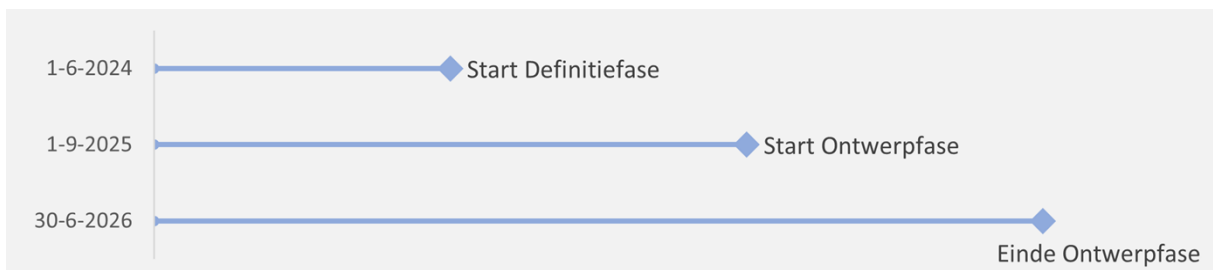 1-6-2024 Start Definitiefase
1-9-2025 Start Ontwerpfase
30-6-2026
Einde Ontwerpfase